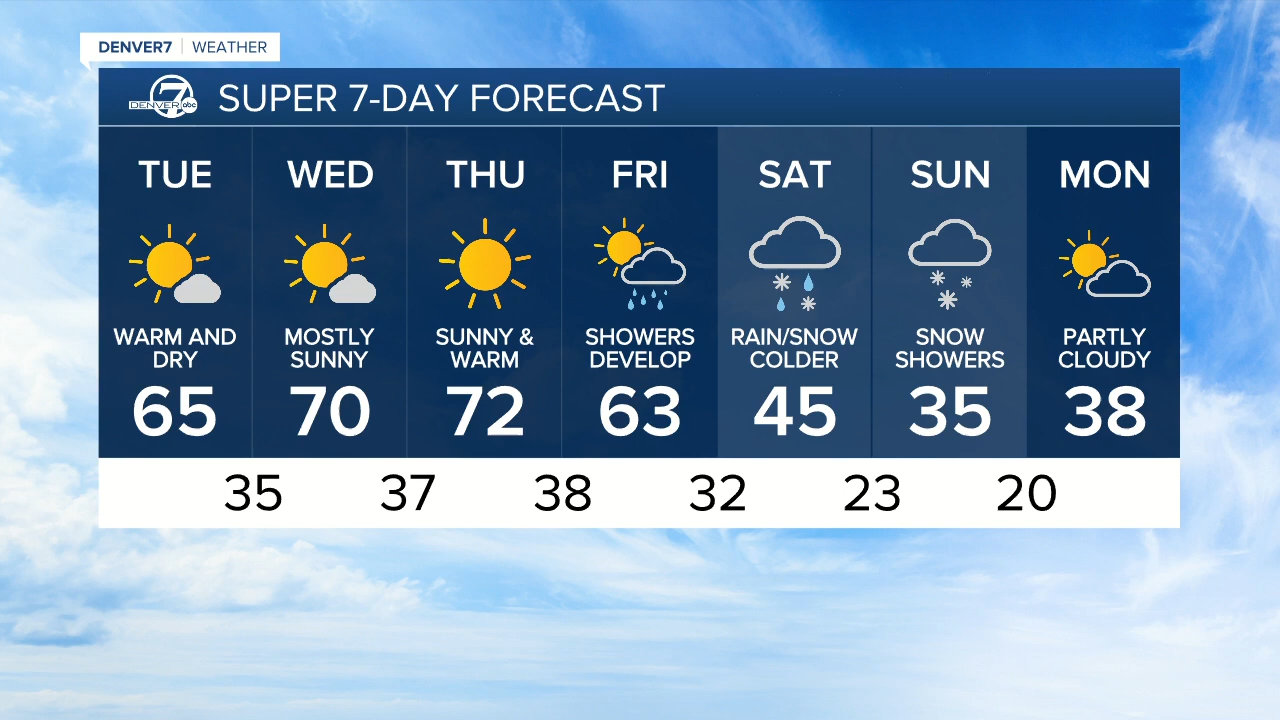 DENVER7 | WEATHER
DENVER 7 abc
SUPER 7-DAY FORECAST
TUE WED THU FRI SAT SUN MON
WARM AND MOSTLY SUNNY & SHOWERS RAIN/SNOW SNOW PARTLY
DRY SUNNY WARM DEVELOP COLDER SHOWERS CLOUDY
65 70 72 63 45 35 38
35 37 38 32 23 20